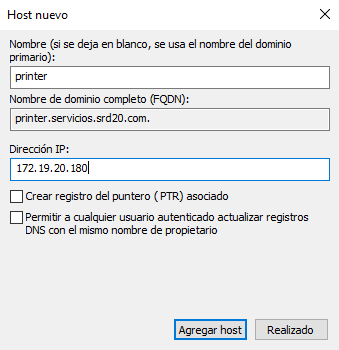 Host nuevo
Nombre (si se deja en blanco, se usa el nombre del dominio
primario):
printer
Nombre de dominio completo (FQDN):
printer.servicios.srd20.com.
Dirección IP:
172.19.20.180
Crear registro del puntero (PTR) asociado
Permitir a cualquier usuario autenticado actualizar registros
DNS con el mismo nombre de propietario
Agregar host
Realizado